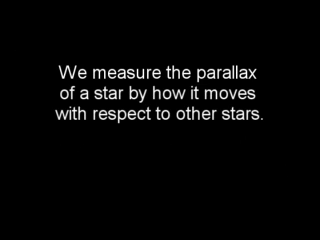 We measure the parallax
of a star by how it moves
with respect to other stars.